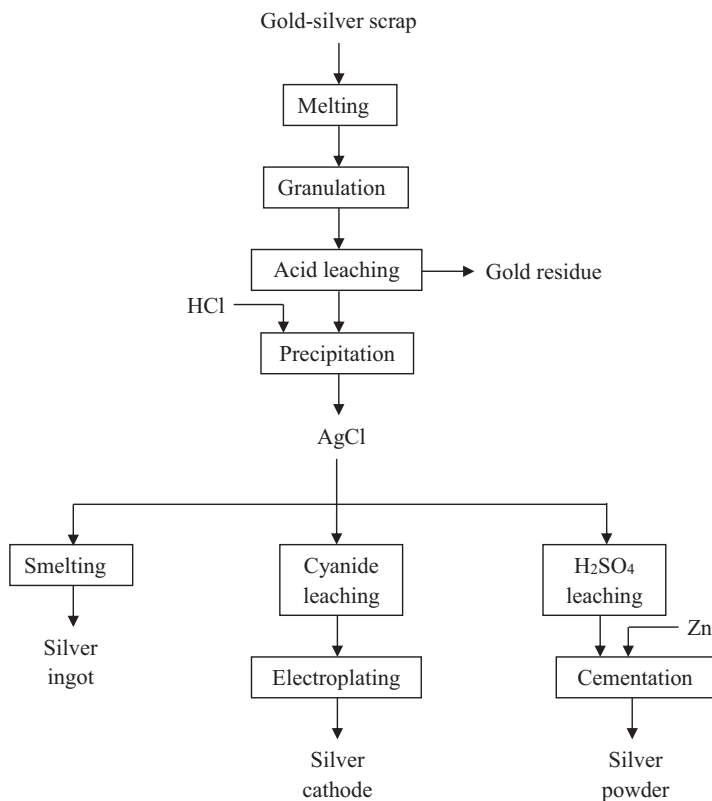 Gold-silver scrap
Melting
Granulation
Acid leaching
Gold residue
HCl
Precipitation
AgCl
Smelting
Cyanide
leaching
H₂SO₄
leaching
Silver
ingot
Zn
Electroplating
Cementation
Silver
cathode
Silver
powder